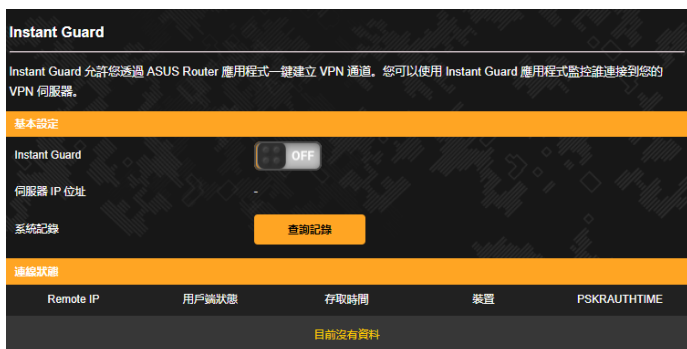 Instant Guard
Instant Guard 允許您透過 ASUS Router 應用程式一鍵建立 VPN 通道。您可以使用 Instant Guard 應用程式監控誰連接到您的
VPN 伺服器。
基本設定
Instant Guard OFF
伺服器 IP 位址 -
系統記錄 查詢記錄
連線狀態
Remote IP 用戶端狀態 存取時間 裝置 PSKRAUTHTIME
目前沒有資料